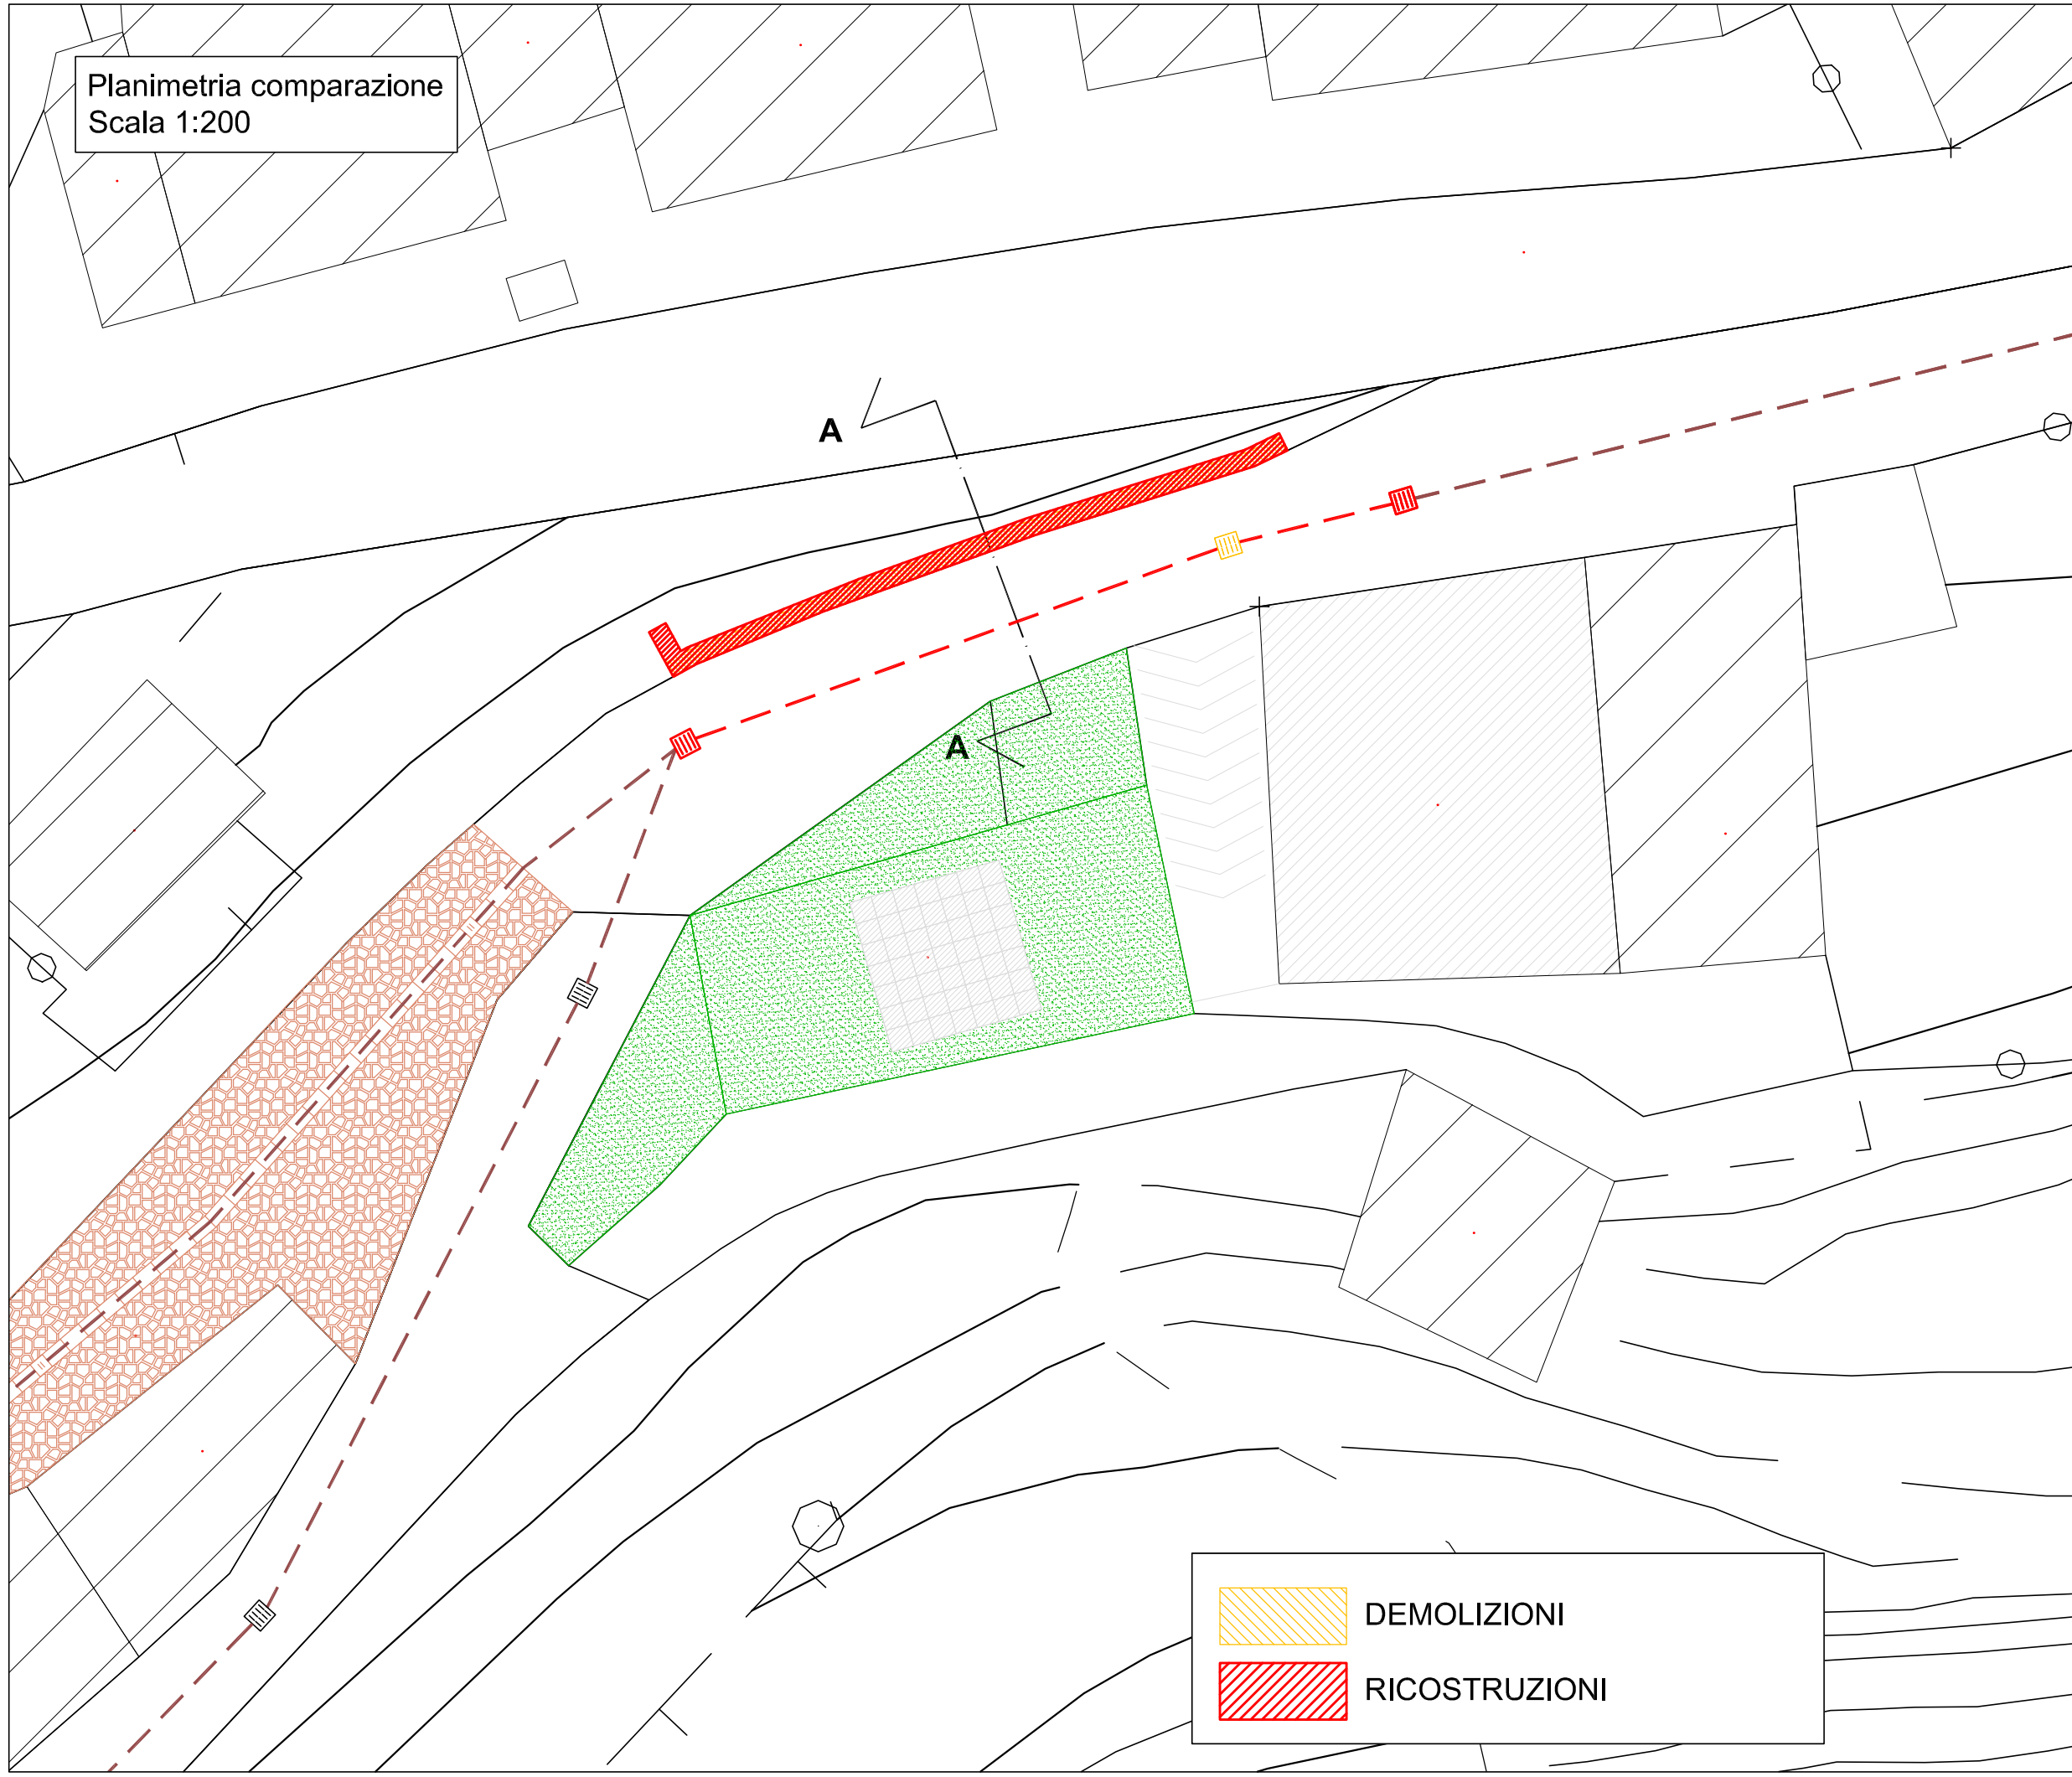 Planimetria comparazione
Scala 1:200
A
A
DEMOLIZIONI
RICOSTRUZIONI